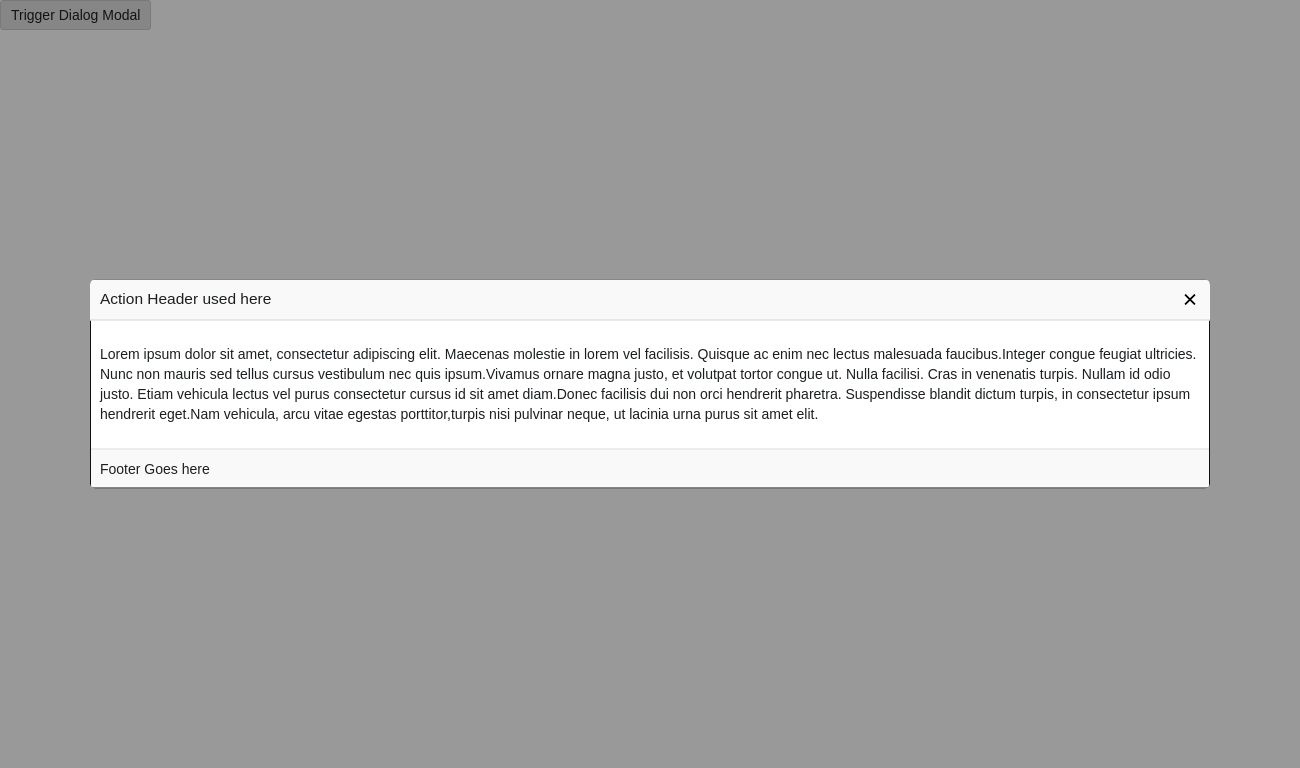 Trigger Dialog Modal
Action Header used here
Lorem ipsum dolor sit amet, consectetur adipiscing elit. Maecenas molestie in lorem vel facilisis. Quisque ac enim nec lectus malesuada faucibus.Integer congue feugiat ultricies.
Nunc non mauris sed tellus cursus vestibulum nec quis ipsum.Vivamus ornare magna justo, et volutpat tortor congue ut. Nulla facilisi. Cras in venenatis turpis. Nullam id odio
justo. Etiam vehicula lectus vel purus consectetur cursus id sit amet diam.Donec facilisis dui non orci hendrerit pharetra. Suspendisse blandit dictum turpis, in consectetur ipsum
hendrerit eget.Nam vehicula, arcu vitae egestas porttitor,turpis nisi pulvinar neque, ut lacinia urna purus sit amet elit.
Footer Goes here